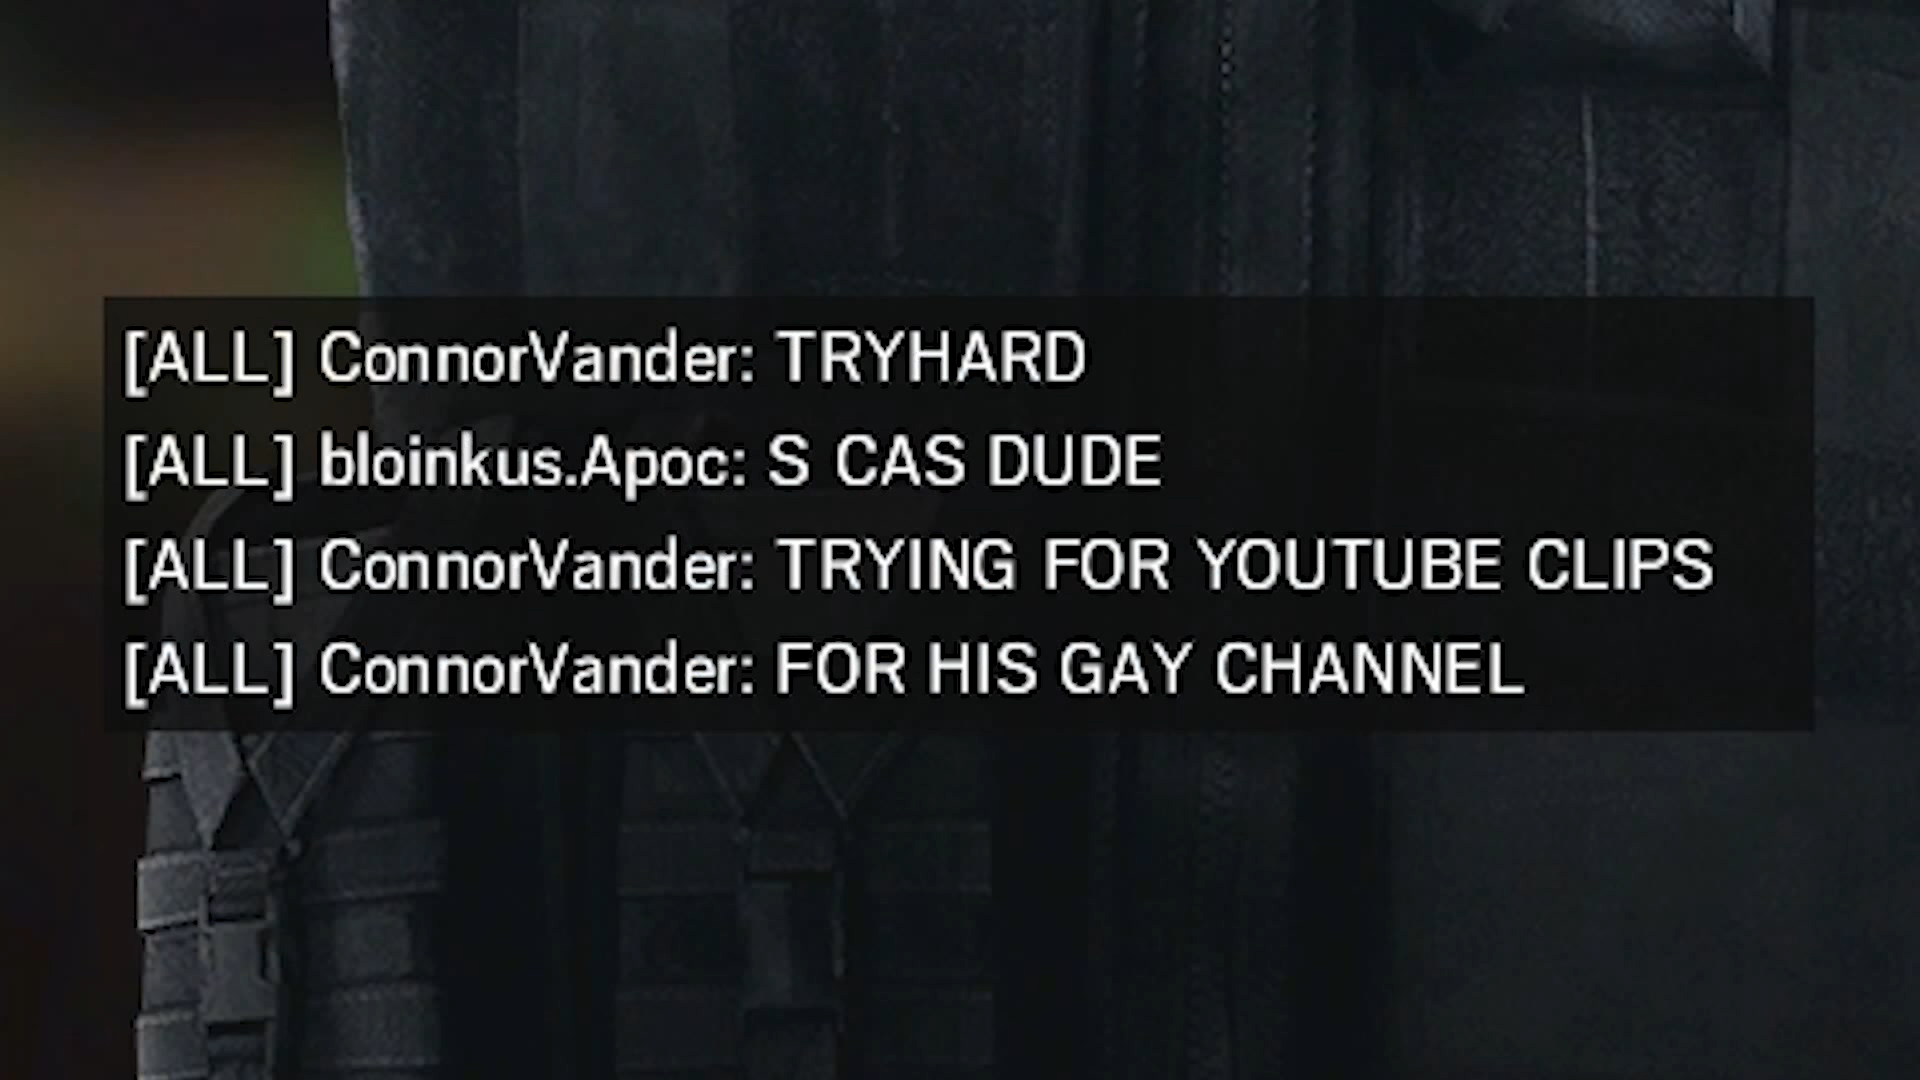 [ALL] ConnorVander: TRYHARD
[ALL] bloinkus.Apoc: S CAS DUDE
[ALL] ConnorVander: TRYING FOR YOUTUBE CLIPS
[ALL] ConnorVander: FOR HIS GAY CHANNEL